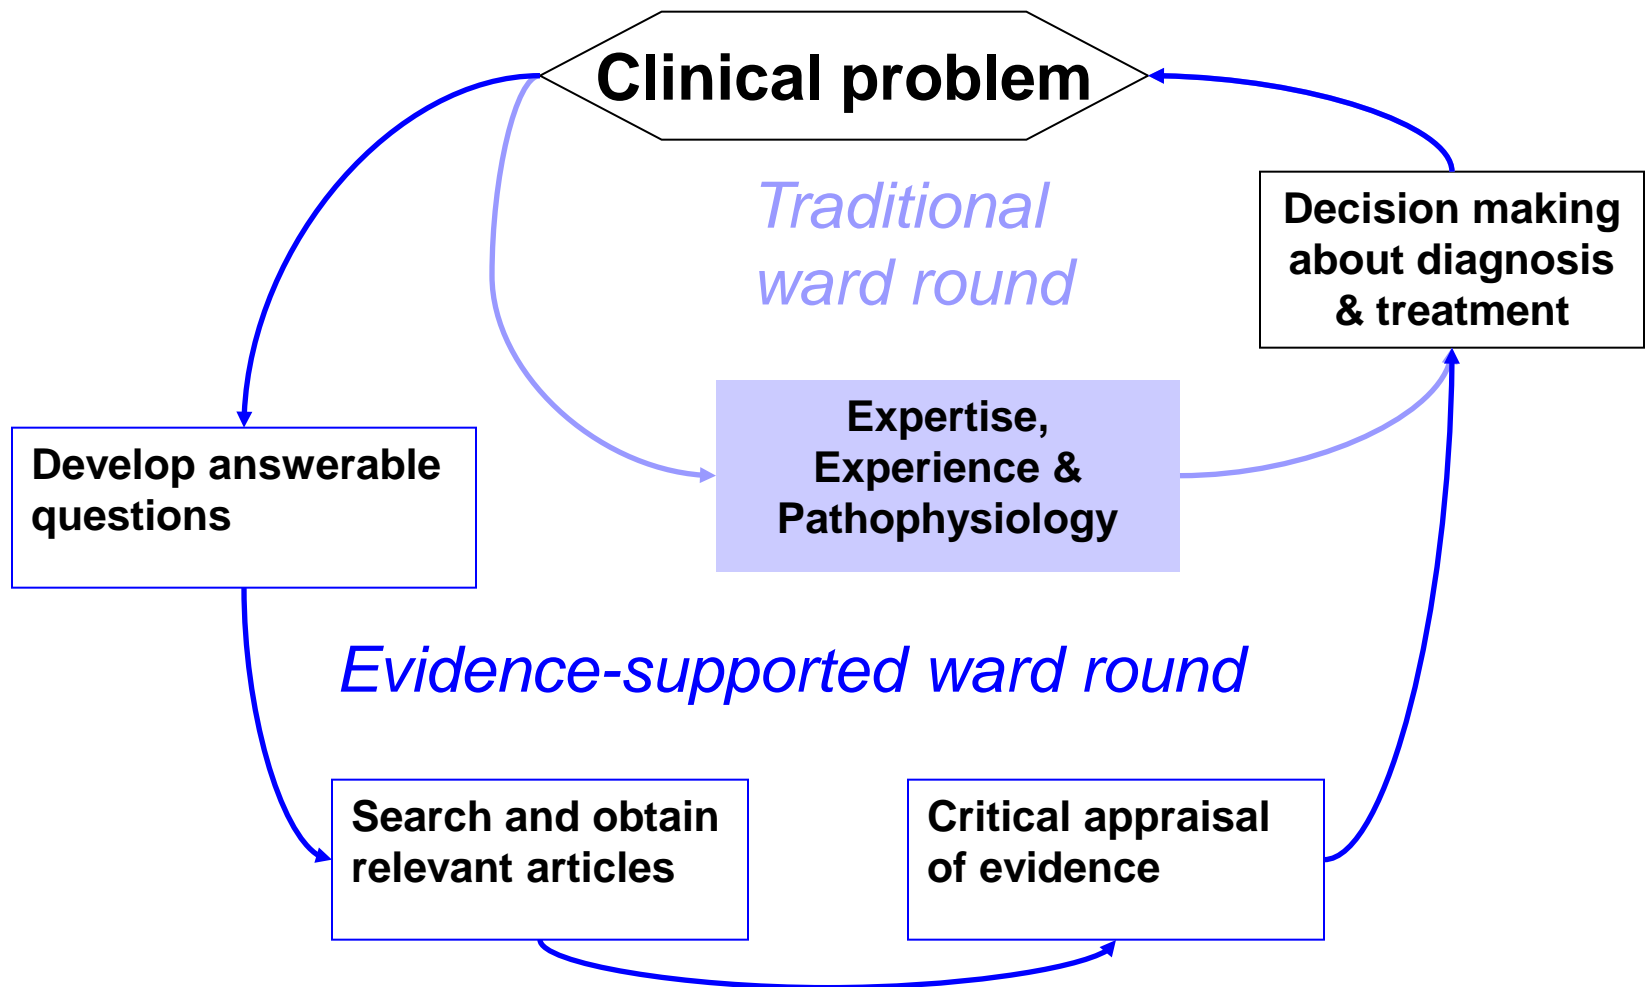 Clinical problem
Traditional
ward round
Decision making
about diagnosis
& treatment
Expertise,
Experience &
Pathophysiology
Develop answerable
questions
Evidence-supported ward round
Search and obtain
relevant articles
Critical appraisal
of evidence